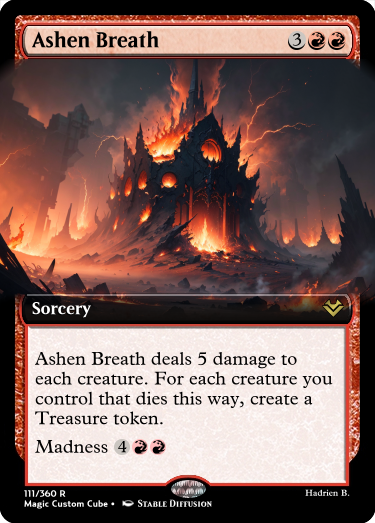 Ashen Breath 3
Sorcery
Ashen Breath deals 5 damage to
each creature. For each creature you
control that dies this way, create a
Treasure token.
Madness 4
111/360 R
Magic Custom Cube • Stable Diffusion
Hadrien B.